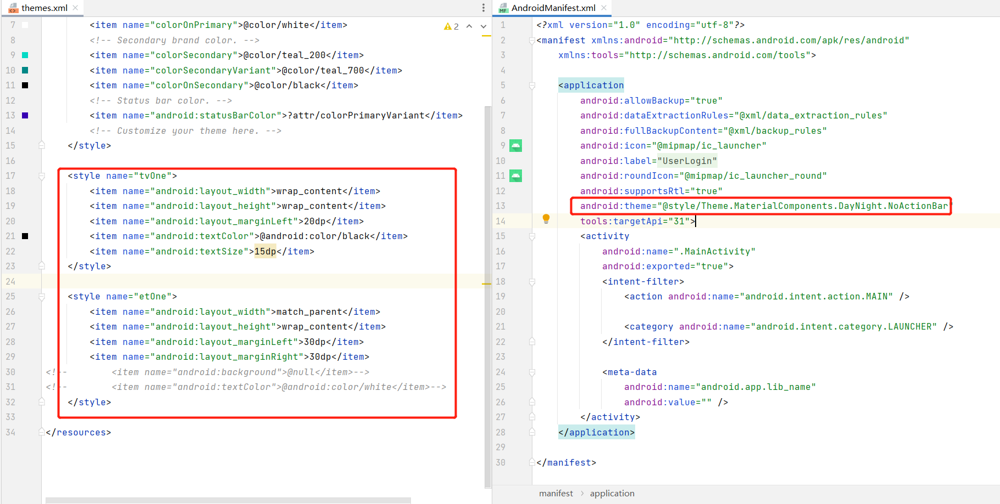 themes.xml
2
7 <item name="colorOnPrimary">@color/white</item>
8 <!-- Secondary brand color. -->
9 <item name="colorSecondary">@color/teal_200</item>
10 <item name="colorSecondaryVariant">@color/teal_700</item>
11 <item name="colorOnSecondary">@color/black</item>
12 <!-- Status bar color. -->
13 <item name="android:statusBarColor">?attr/colorPrimaryVariant</item>
14 <!-- Customize your theme here. -->
15 </style>
16
17 <style name="tvOne">
18 <item name="android:layout_width">wrap_content</item>
19 <item name="android:layout_height">wrap_content</item>
20 <item name="android:layout_marginLeft">20dp</item>
21 <item name="android:textColor">@android:color/black</item>
22 <item name="android:textSize">15dp</item>
23 </style>
24
25 <style name="etOne">
26 <item name="android:layout_width">match_parent</item>
27 <item name="android:layout_height">wrap_content</item>
28 <item name="android:layout_marginLeft">30dp</item>
29 <item name="android:layout_marginRight">30dp</item>
30 <!-- <item name="android:background">@null</item>-->
31 <!-- <item name="android:textColor">@android:color/white</item>-->
32 </style>
33
34 </resources>
MF AndroidManifest.xml
1 <?xml version="1.0" encoding="utf-8"?>
2 <manifest xmlns:android="http://schemas.android.com/apk/res/android"
3 xmlns:tools="http://schemas.android.com/tools">
4
5 <application
6 android:allowBackup="true"
7 android:dataExtractionRules="@xml/data_extraction_rules"
8 android:fullBackupContent="@xml/backup_rules"
9 android:icon="@mipmap/ic_launcher"
10 android:label="UserLogin"
11 android:roundIcon="@mipmap/ic_launcher_round"
12 android:supportsRtl="true"
13 android:theme="@style/Theme.MaterialComponents.DayNight.NoActionBar"
14 tools:targetApi="31">
15 <activity
16 android:name=".MainActivity"
17 android:exported="true">
18 <intent-filter>
19 <action android:name="android.intent.action.MAIN" />
20
21 <category android:name="android.intent.category.LAUNCHER" />
22 </intent-filter>
23
24 <meta-data
25 android:name="android.app.lib_name"
26 android:value="" />
27 </activity>
28 </application>
29
30 </manifest>
manifest > application